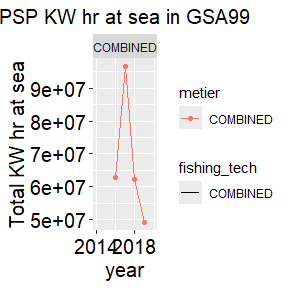 PSP KW hr at sea in GSA99
COMBINED
Total KW hr at sea
9e+07
8e+07
7e+07
6e+07
5e+07
2014 2018
year
metier
COMBINED
fishing_tech
COMBINED